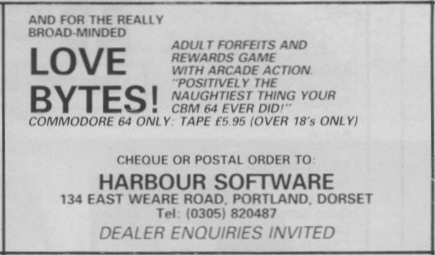 AND FOR THE REALLY
BROAD-MINDED
LOVE
BYTES!
ADULT FORFEITS AND
REWARDS GAME
WITH ARCADE ACTION.
"POSITIVELY THE
NAUGHTIEST THING YOUR
CBM 64 EVER DID!"
COMMODORE 64 ONLY: TAPE £5.95 (OVER 18's ONLY)
CHEQUE OR POSTAL ORDER TO:
HARBOUR SOFTWARE
134 EAST WEARE ROAD, PORTLAND, DORSET
Tel: (0305) 820487
DEALER ENQUIRIES INVITED